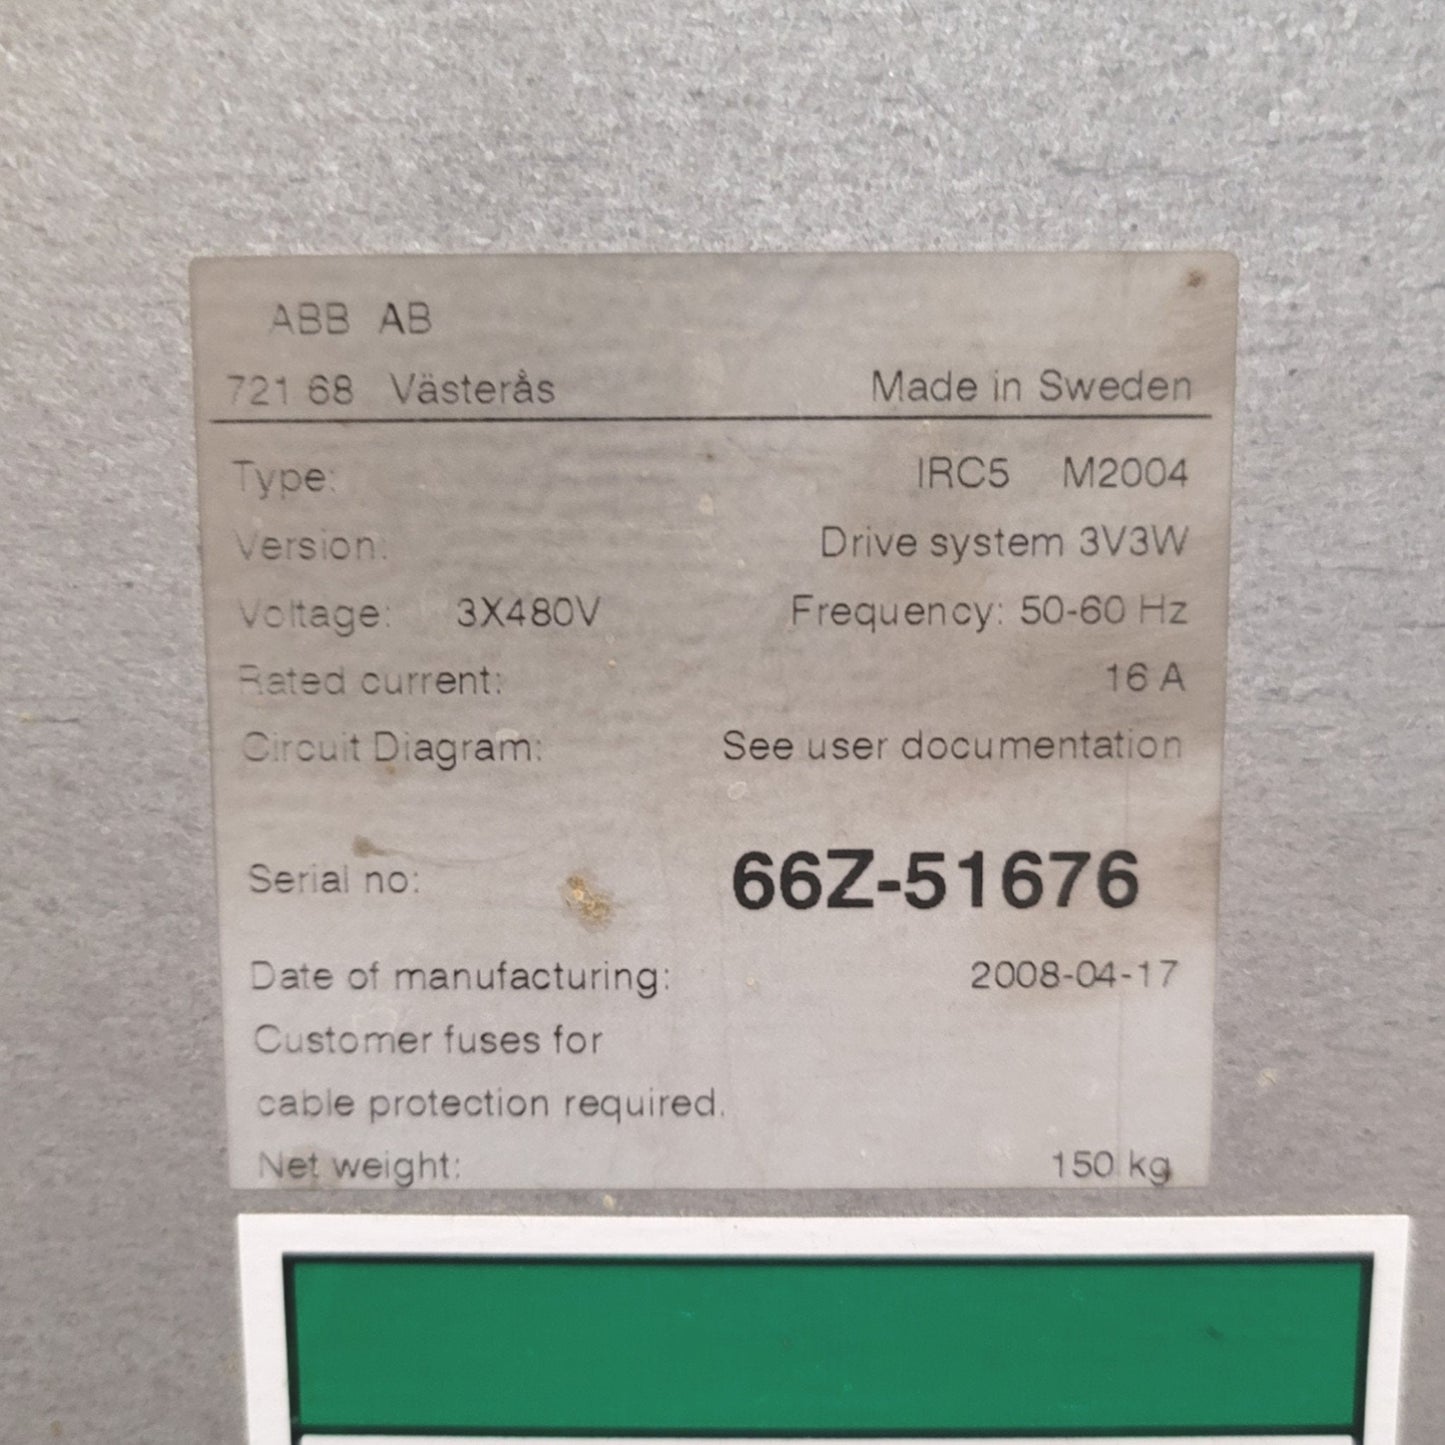 ABB AB
721 68 Västerås Made in Sweden
Type: IRC5 M2004
Version: Drive system 3V3W
Voltage: 3X480V Frequency: 50-60 Hz
Rated current: 16 A
Circuit Diagram: See user documentation
Serial no: 66Z-51676
Date of manufacturing: 2008-04-17
Customer fuses for
cable protection required.
Net weight: 150 kg